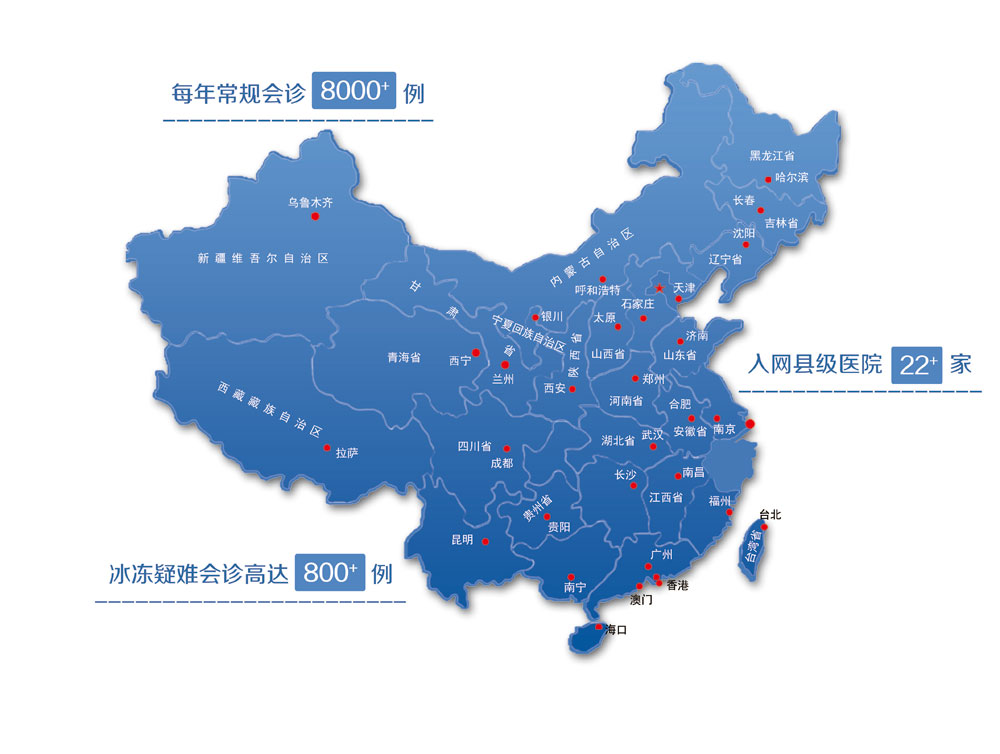 每年常规会诊 8000+ 例
黑龙江省
哈尔滨
长春
吉林省
沈阳
辽宁省
乌鲁木齐
新疆维吾尔自治区
内蒙古自治区
呼和浩特
天津
石家庄
甘肃省
宁夏回族自治区
银川
太原
济南
山西省
山东省
陕西省
青海省
西宁
兰州
西安
郑州
河南省
入网县级医院 22+ 家
西藏藏族自治区
拉萨
合肥
安徽省
南京
湖北省
武汉
四川省
成都
长沙
南昌
江西省
贵州省
贵阳
福州
台北
台湾省
昆明
广州
冰冻疑难会诊高达 800+ 例
南宁
香港
澳门
海口